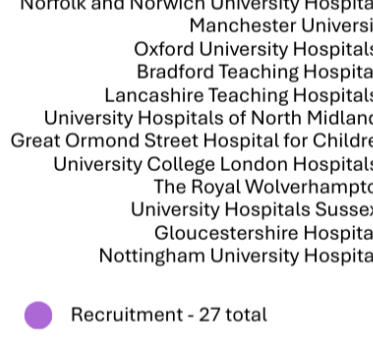 Norfolk and Norwich University Hospita
Manchester Universi
Oxford University Hospitals
Bradford Teaching Hospita
Lancashire Teaching Hospitals
University Hospitals of North Midland
Great Ormond Street Hospital for Childre
University College London Hospitals
The Royal Wolverhampto
University Hospitals Sussex
Gloucestershire Hospita
Nottingham University Hospita
Recruitment - 27 total